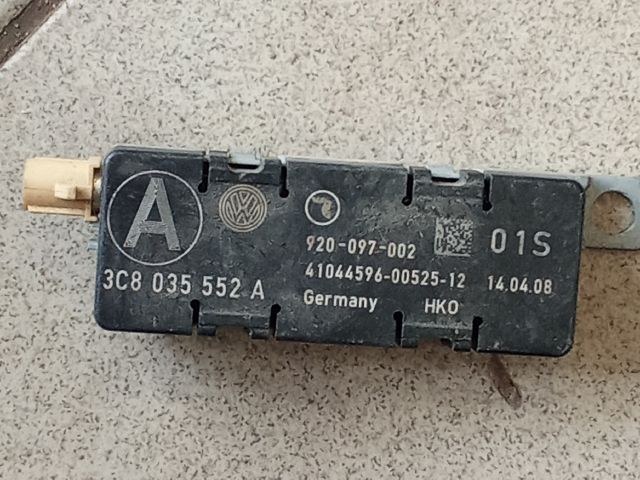 A
3C8 035 552 A
920-097-002
41044596-00525-12
Germany HKO
01S
14.04.08